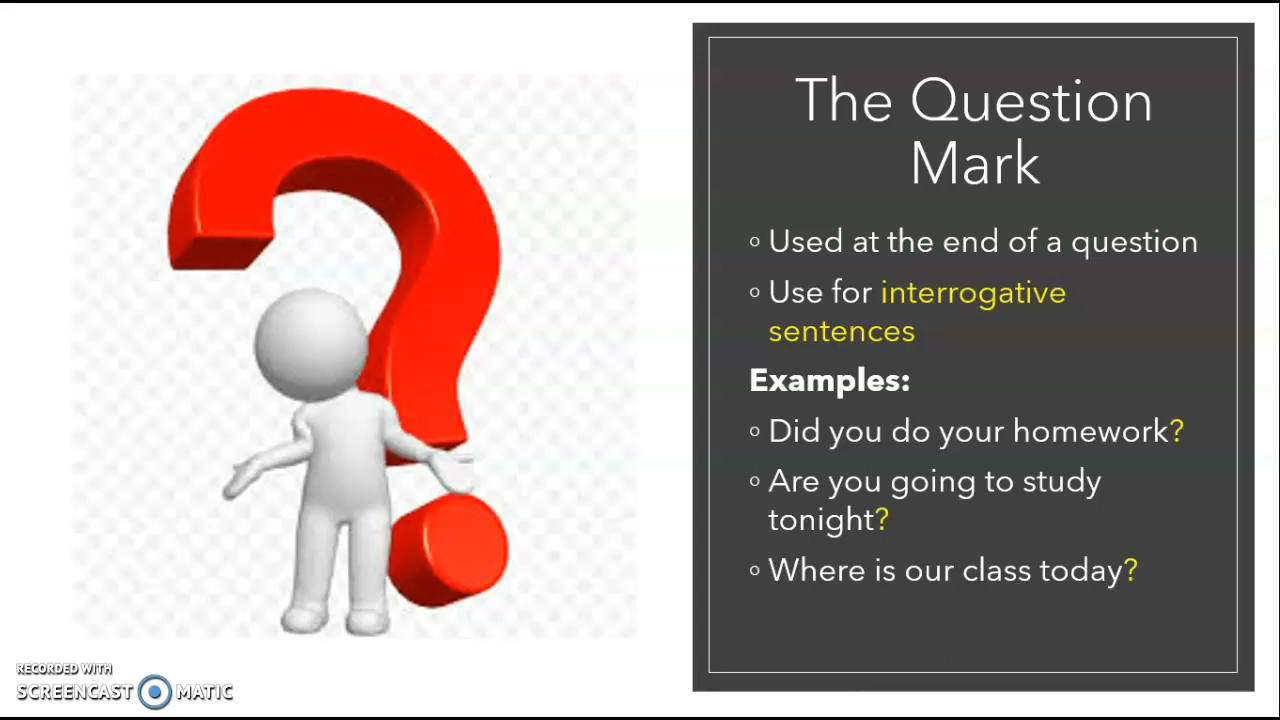 The Question
Mark
◦ Used at the end of a question
◦ Use for interrogative
sentences
Examples:
◦ Did you do your homework?
◦ Are you going to study
tonight?
◦ Where is our class today?
RECORDED WITH
SCREENCAST MATIC